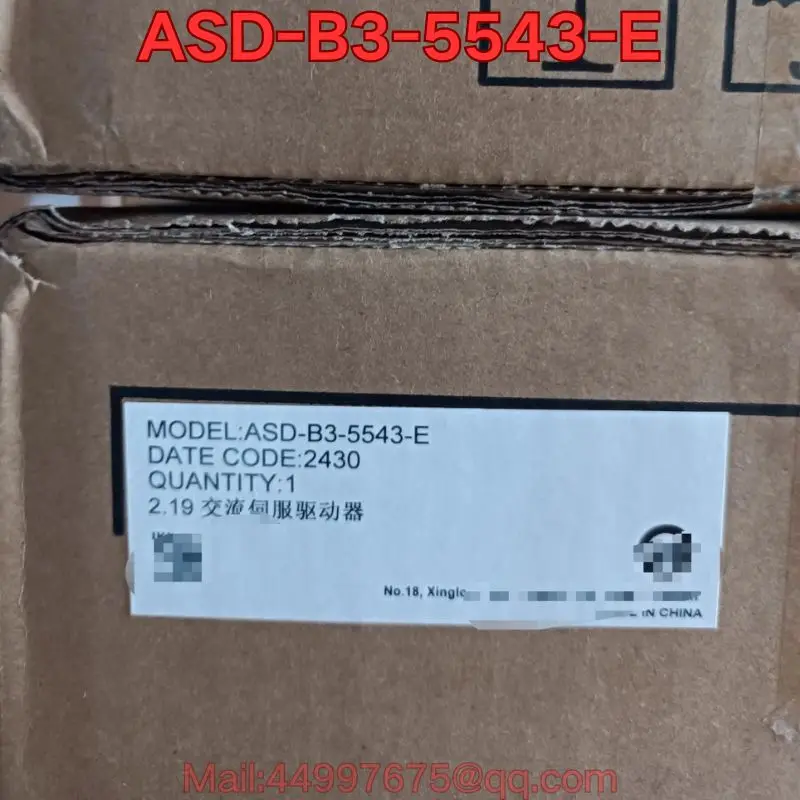 ASD-B3-5543-E
MODEL:ASD-B3-5543-E
DATE CODE:2430
QUANTITY:1
2.19 交流伺服驱动器
No.18,
IN CHINA
Mail:44997675@qq.com